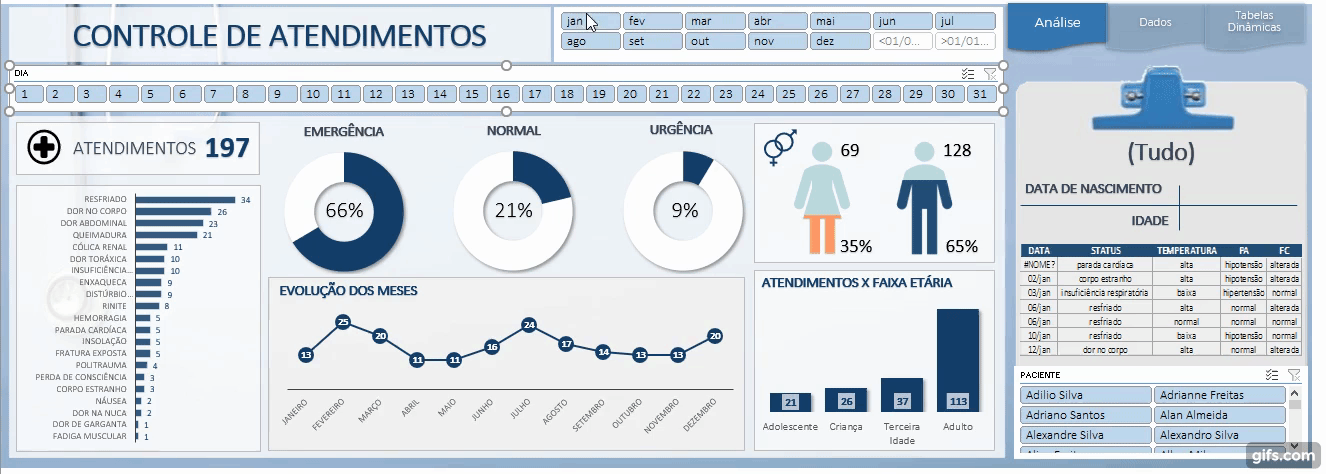 CONTROLE DE ATENDIMENTOS
jan fev mar abr mai jun jul
ago set out nov dez <01/0... >01/01...
Análise
Dados
Tabelas
Dinâmicas
DIA
1 2 3 4 5 6 7 8 9 10 11 12 13 14 15 16 17 18 19 20 21 22 23 24 25 26 27 28 29 30 31
ATENDIMENTOS 197
EMERGÊNCIA
66%
NORMAL
21%
URGÊNCIA
9%
69
128
35%
65%
(Tudo)
DATA DE NASCIMENTO
IDADE
RESFRIADO 34
DOR NO CORPO 26
DOR ABDOMINAL 23
QUEIMADURA 21
CÓLICA RENAL 11
DOR TORÁXICA 10
INSUFICIÊNCIA... 10
ENXAQUECA 9
DISTÚRBIO... 9
RINITE 8
HEMORRAGIA 5
PARADA CARDÍACA 5
INSOLAÇÃO 5
FRATURA EXPOSTA 5
POLITRAUMA 4
PERDA DE CONSCIÊNCIA 3
CORPO ESTRANHO 3
NÁUSEA 2
DOR NA NUCA 2
DOR DE GARGANTA 1
FADIGA MUSCULAR 1
EVOLUÇÃO DOS MESES
13 25 20 11 11 16 24 17 14 13 13 20
JANEIRO FEVEREIRO MARÇO ABRIL MAIO JUNHO JULHO AGOSTO SETEMBRO OUTUBRO NOVEMBRO DEZEMBRO
ATENDIMENTOS X FAIXA ETÁRIA
21 26 37 113
Adolescente Criança Terceira Idade Adulto
DATA STATUS TEMPERATURA PA FC
#NOME? parada cardíaca alta hipotensão alterada
02/jan corpo estranho alta hipotensão alterada
03/jan insuficiência respiratória baixa hipertensão normal
06/jan resfriado alta normal alterada
06/jan resfriado normal normal normal
10/jan resfriado baixa hipotensão normal
12/jan dor no corpo alta normal alterada
PACIENTE
Adilio Silva Adrianne Freitas
Adriano Santos Alan Almeida
Alexandre Silva Alexandro Silva
gifs.com